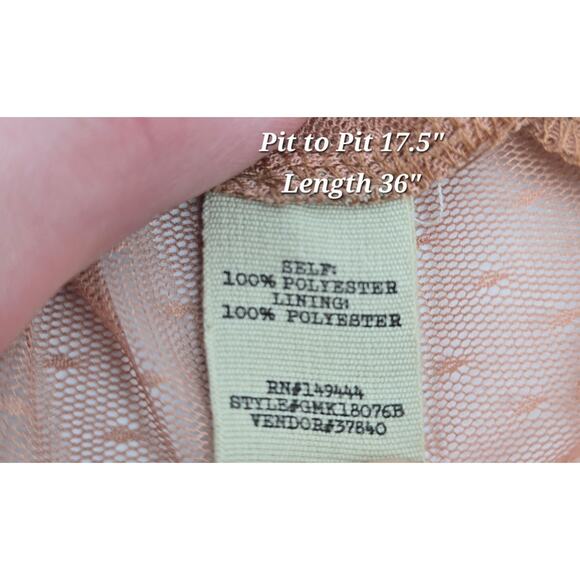 Pit to Pit 17.5"
Length 36"
SELF:
100% POLYESTER
LINING:
100% POLYESTER
RN#149444
STYLE#GMK18076B
VENDOR#37840